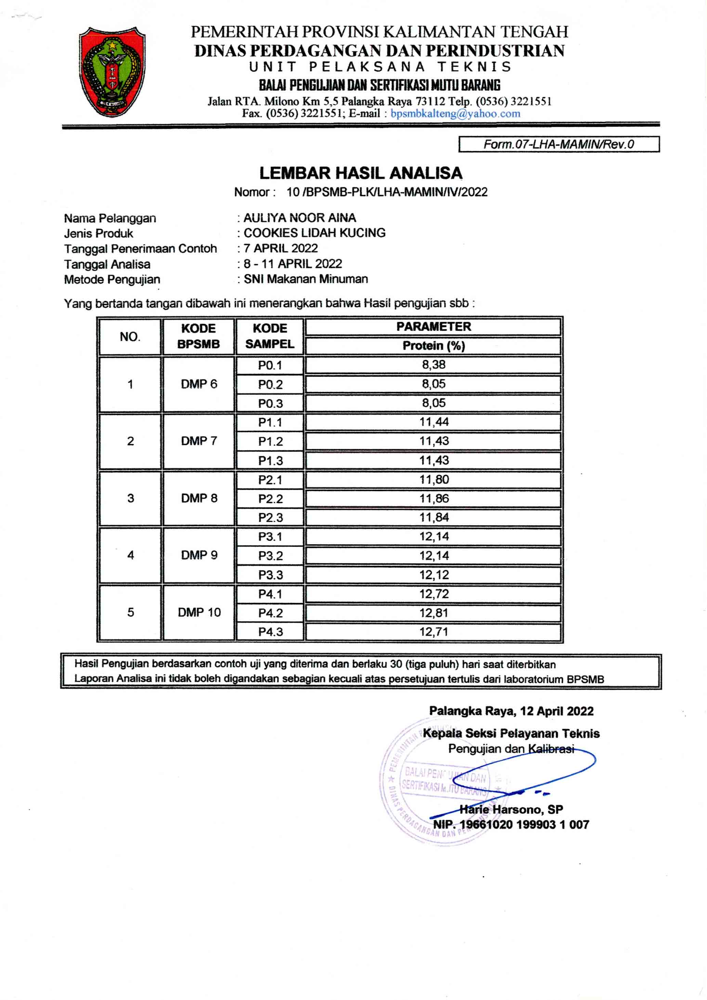 PEMERINTAH PROVINSI KALIMANTAN TENGAH
DINAS PERDAGANGAN DAN PERINDUSTRIAN
UNIT PELAKSANA TEKNIS
BALAI PENGUJIAN DAN SERTIFIKASI MUTU BARANG
Jalan RTA. Milono Km 5,5 Palangka Raya 73112 Telp. (0536) 3221551
Fax. (0536) 3221551; E-mail : bpsmbkalteng@yahoo.com
Form.07-LHA-MAMIN/Rev.0
LEMBAR HASIL ANALISA
Nomor : 10 /BPSMB-PLK/LHA-MAMIN/IV/2022
Nama Pelanggan : AULIYA NOOR AINA
Jenis Produk : COOKIES LIDAH KUCING
Tanggal Penerimaan Contoh : 7 APRIL 2022
Tanggal Analisa : 8 - 11 APRIL 2022
Metode Pengujian : SNI Makanan Minuman
Yang bertanda tangan dibawah ini menerangkan bahwa Hasil pengujian sbb :
NO. KODE BPSMB KODE SAMPEL PARAMETER
Protein (%)
1 DMP 6 P0.1 8,38
P0.2 8,05
P0.3 8,05
2 DMP 7 P1.1 11,44
P1.2 11,43
P1.3 11,43
3 DMP 8 P2.1 11,80
P2.2 11,86
P2.3 11,84
4 DMP 9 P3.1 12,14
P3.2 12,14
P3.3 12,12
5 DMP 10 P4.1 12,72
P4.2 12,81
P4.3 12,71
Hasil Pengujian berdasarkan contoh uji yang diterima dan berlaku 30 (tiga puluh) hari saat diterbitkan
Laporan Analisa ini tidak boleh digandakan sebagian kecuali atas persetujuan tertulis dari laboratorium BPSMB
Palangka Raya, 12 April 2022
Kepala Seksi Pelayanan Teknis
Pengujian dan Kalibrasi
PEMERINTAH
BALAI PENGUJIAN DAN
SERTIFIKASI MUTU BARANG
DINAS PERDAGANGAN DAN
Harie Harsono, SP
NIP. 19661020 199903 1 007